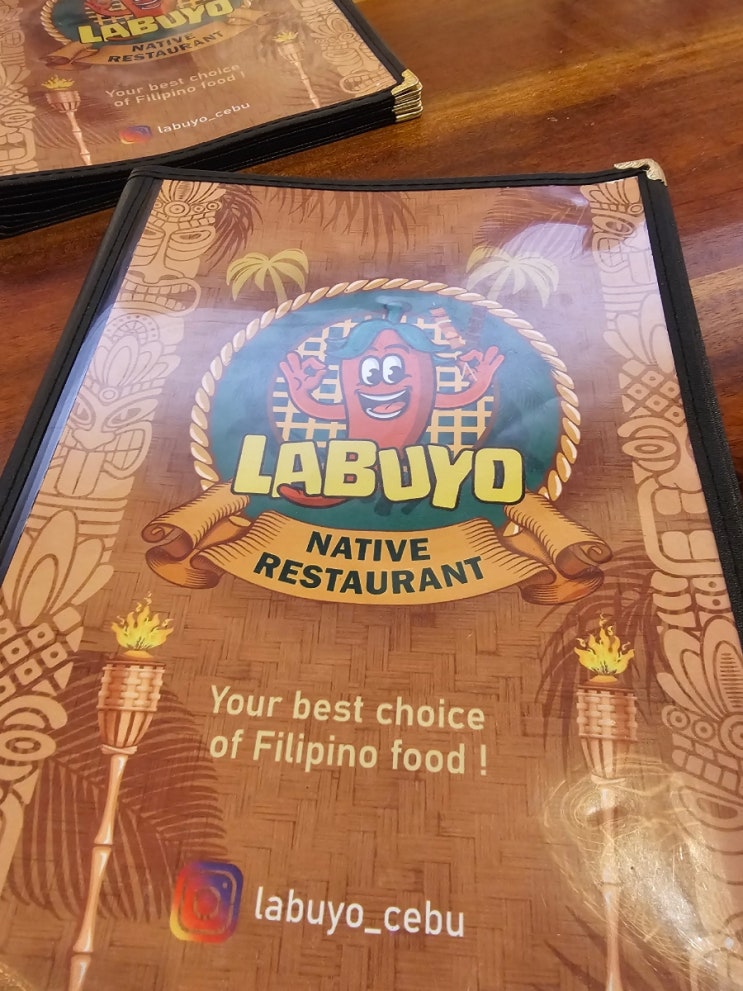 LABUYO
NATIVE
RESTAURANT
Your best choice
of Filipino food !
labuyo_cebu
LABUYO
NATIVE
RESTAURANT
Your best choice
of Filipino food !
labuyo_cebu